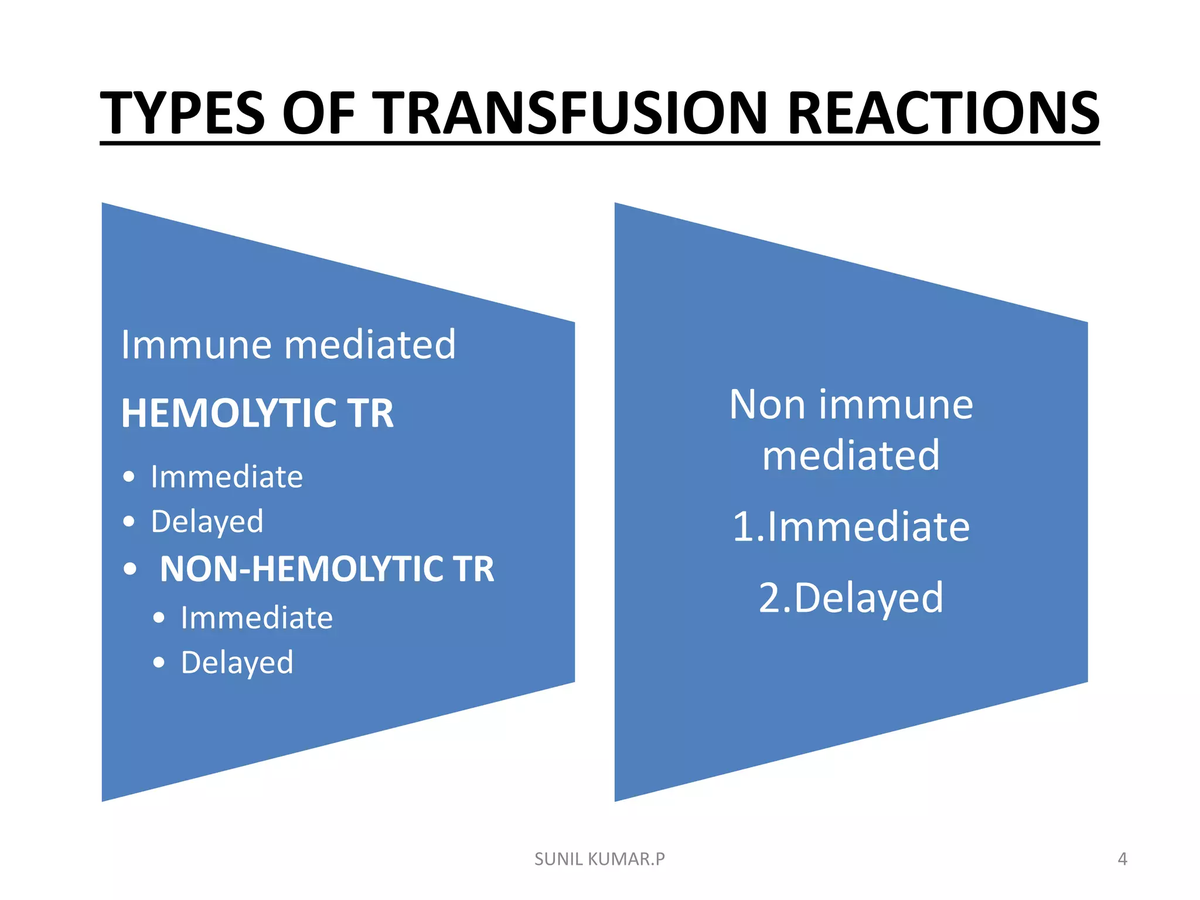 TYPES OF TRANSFUSION REACTIONS
Immune mediated
HEMOLYTIC TR
• Immediate
• Delayed
• NON-HEMOLYTIC TR
• Immediate
• Delayed
Non immune
mediated
1.Immediate
2.Delayed
SUNIL KUMAR.P
4